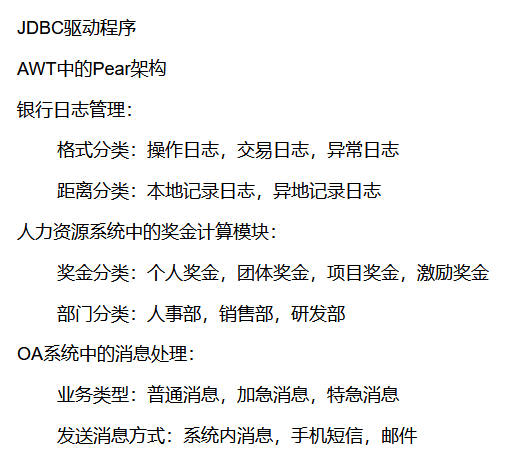 JDBC驱动程序
AWT中的Pear架构
银行日志管理：
格式分类：操作日志，交易日志，异常日志
距离分类：本地记录日志，异地记录日志
人力资源系统中的奖金计算模块：
奖金分类：个人奖金，团体奖金，项目奖金，激励奖金
部门分类：人事部，销售部，研发部
OA系统中的消息处理：
业务类型：普通消息，加急消息，特急消息
发送消息方式：系统内消息，手机短信，邮件